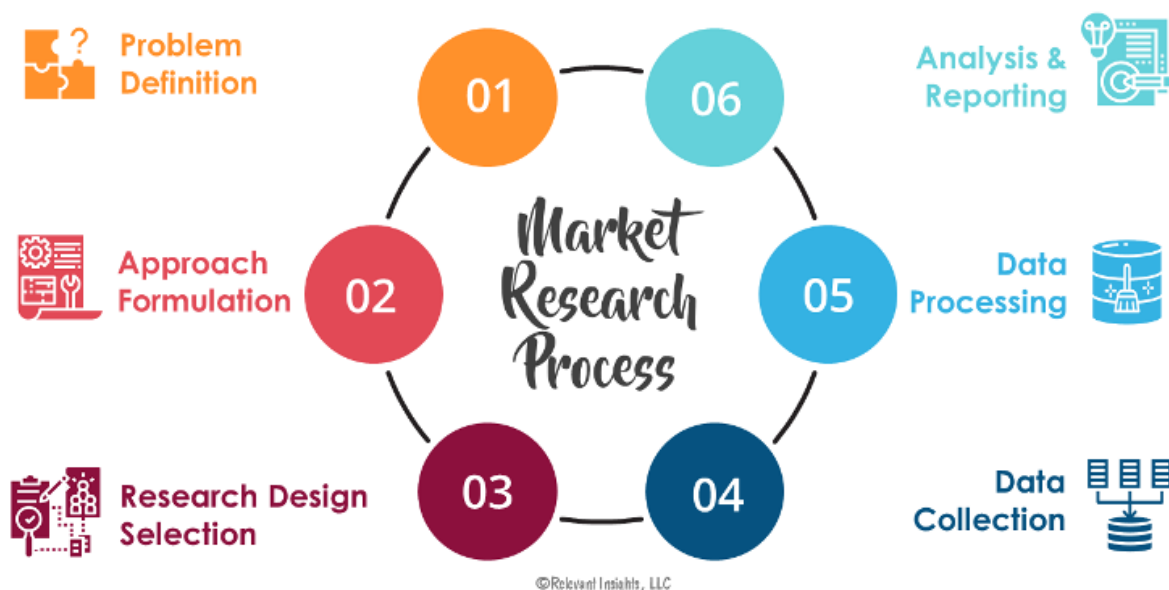 Problem
Definition
01
Approach
Formulation
02
Research Design
Selection
03
Data
Collection
04
Data
Processing
05
Analysis &
Reporting
06
Market
Research
Process
?
©Relevant Insights, LLC